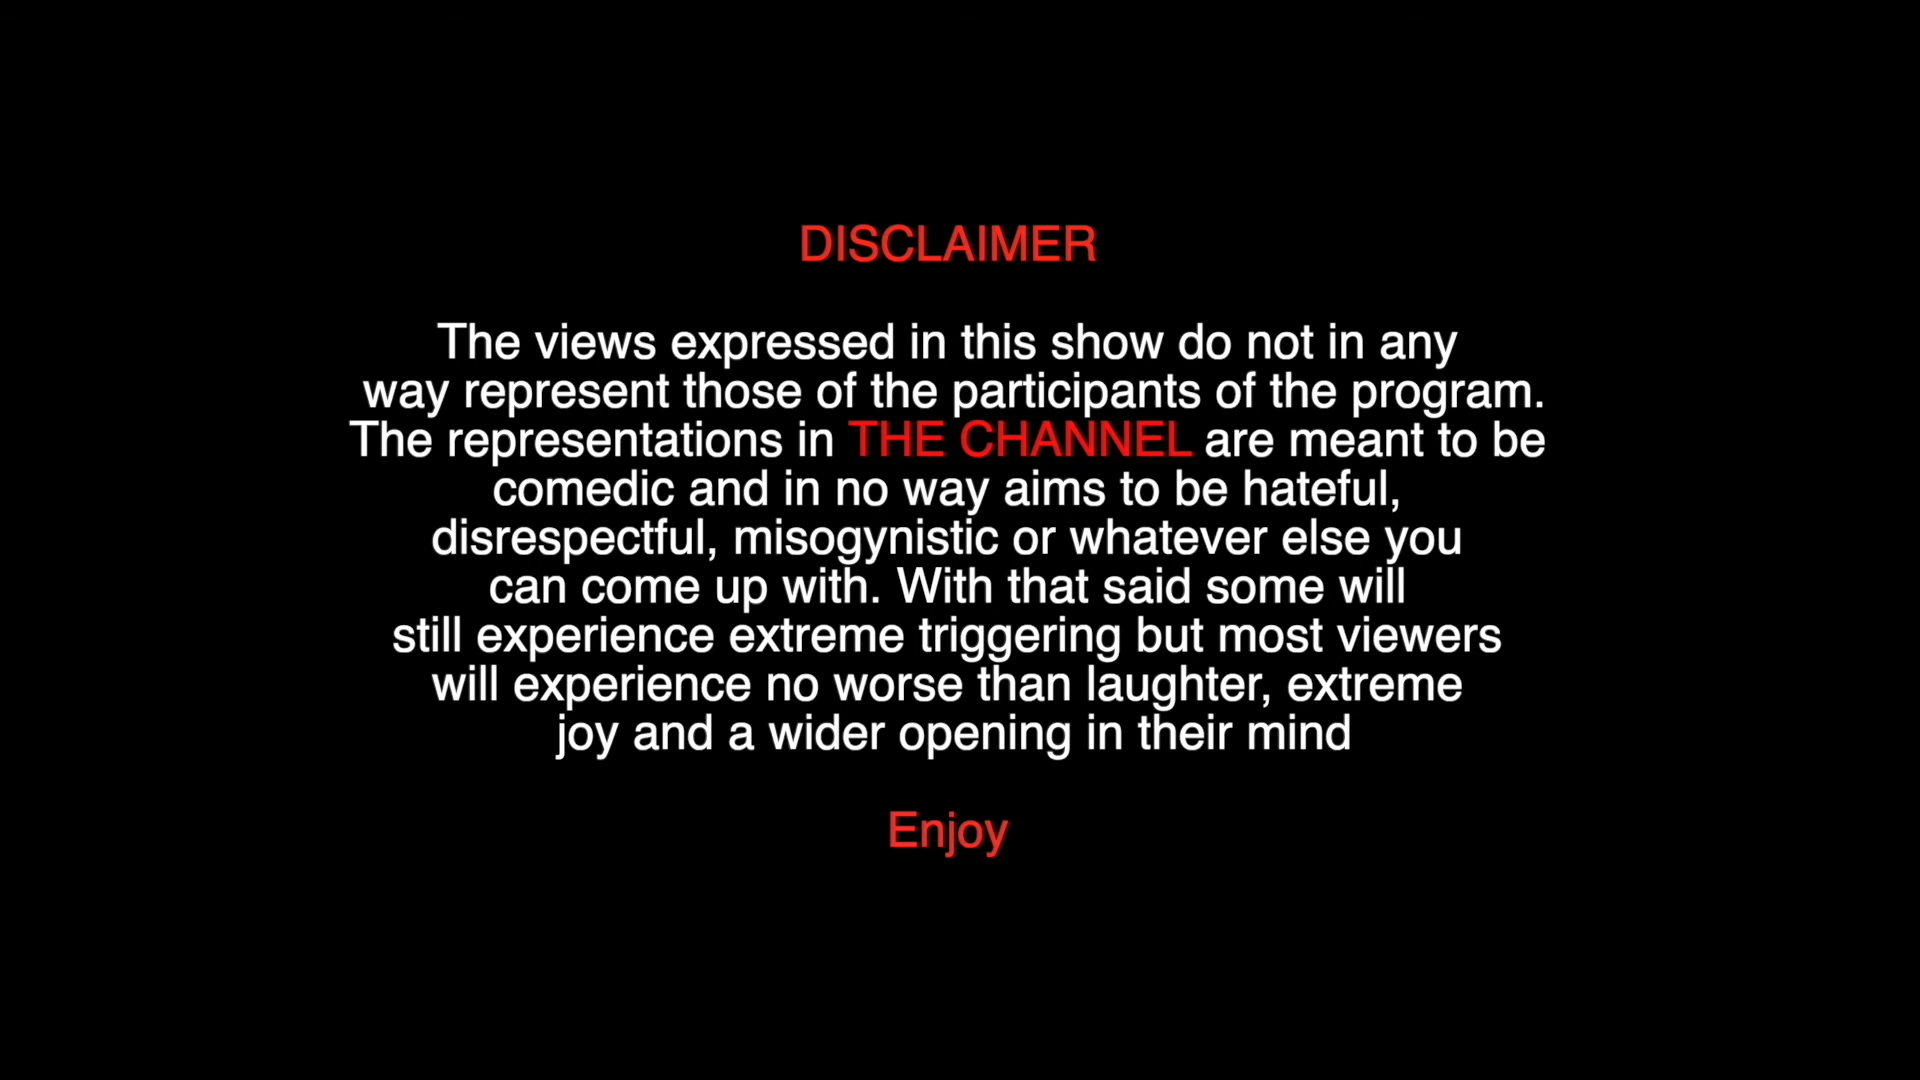 DISCLAIMER
The views expressed in this show do not in any
way represent those of the participants of the program.
The representations in THE CHANNEL are meant to be
comedic and in no way aims to be hateful,
disrespectful, misogynistic or whatever else you
can come up with. With that said some will
still experience extreme triggering but most viewers
will experience no worse than laughter, extreme
joy and a wider opening in their mind
Enjoy